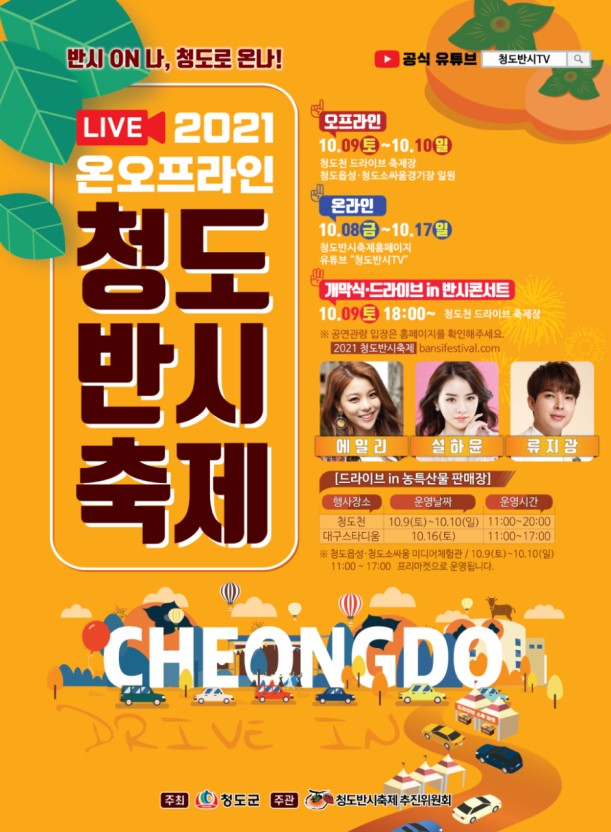 반시 ON 나, 청도로 온나!
공식 유튜브 청도반시TV
LIVE 2021
온오프라인
청도
반시
축제
오프라인
10.09토~10.10일
청도천 드라이브 축제장
청도읍성·청도소싸움경기장 일원
온라인
10.08금~10.17일
청도반시축제홈페이지
유튜브 "청도반시TV"
개막식·드라이브 in 반시콘서트
10.09토 18:00~ 청도천 드라이브 축제장
※ 공연관람 입장은 홈페이지를 확인해주세요.
2021 청도반시축제 bansifestival.com
에일리 설하윤 류지광
[드라이브 in 농특산물 판매장]
행사장소 운영날짜 운영시간
청도천 10.9(토)~10.10(일) 11:00~20:00
대구스타디움 10.16(토) 11:00~17:00
※ 청도읍성·청도소싸움 미디어체험관 / 10.9(토)~10.10(일)
11:00 ~ 17:00 프리마켓으로 운영됩니다.
CHEONGDO
DRIVE IN
주최 청도군 주관 청도반시축제추진위원회